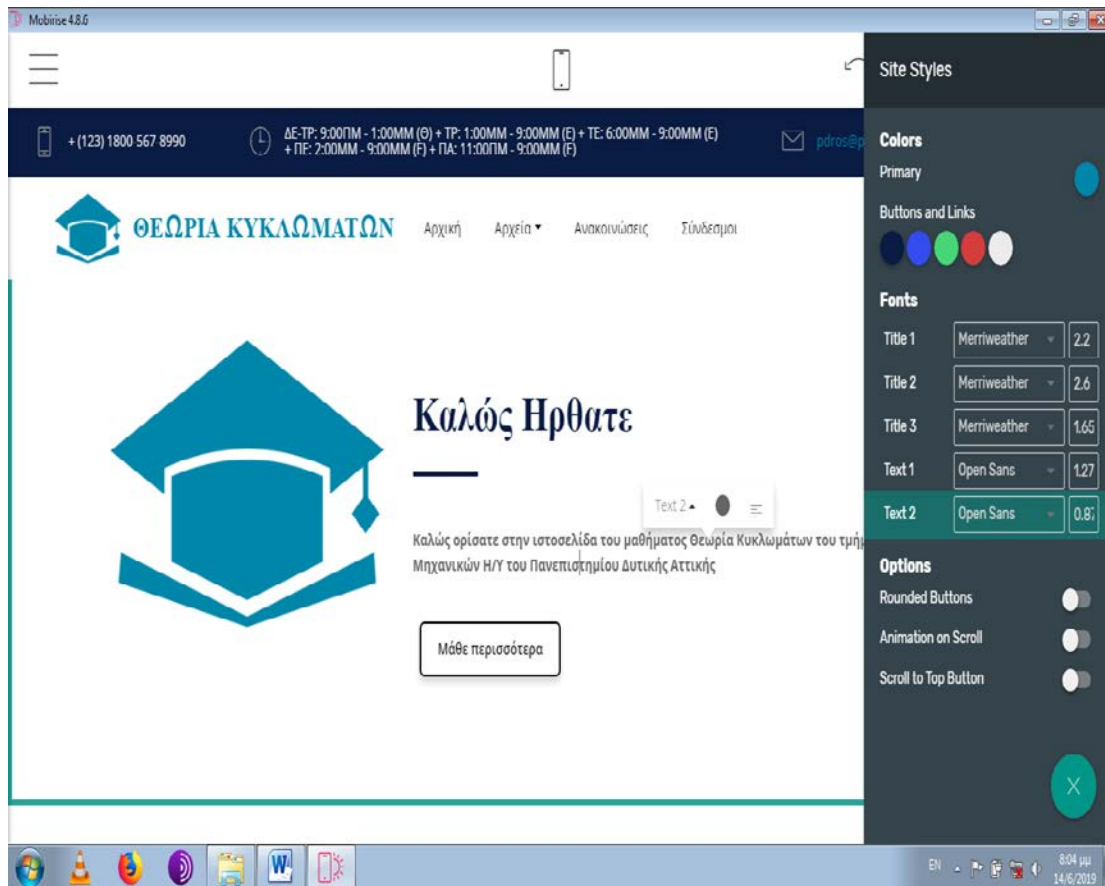 Mobirise 4.8.6
Site Styles
+ (123) 1800 567 8990
ΔΕ-ΤΡ: 9:00ΠΜ - 1:00ΜΜ (Θ) + ΤΡ: 1:00ΜΜ - 9:00ΜΜ (Ε) + ΤΕ: 6:00ΜΜ - 9:00ΜΜ (Ε)
+ ΠΕ: 2:00ΜΜ - 9:00ΜΜ (Ε) + ΠΑ: 11:00ΠΜ - 9:00ΜΜ (Ε)
pdros@p
ΘΕΩΡΙΑ ΚΥΚΛΩΜΑΤΩΝ
Αρχική Αρχεία Ανακοινώσεις Σύνδεσμοι
Καλώς Ηρθατε
Text 2
Καλώς ορίσατε στην ιστοσελίδα του μαθήματος Θεωρία Κυκλωμάτων του τμήμ
Μηχανικών Η/Υ του Πανεπιστημίου Δυτικής Αττικής
Μάθε περισσότερα
Colors
Primary
Buttons and Links
Fonts
Title 1 Merriweather 2.2
Title 2 Merriweather 2.6
Title 3 Merriweather 1.65
Text 1 Open Sans 1.27
Text 2 Open Sans 0.87
Options
Rounded Buttons
Animation on Scroll
Scroll to Top Button
EN
8:04 μμ
14/6/2019